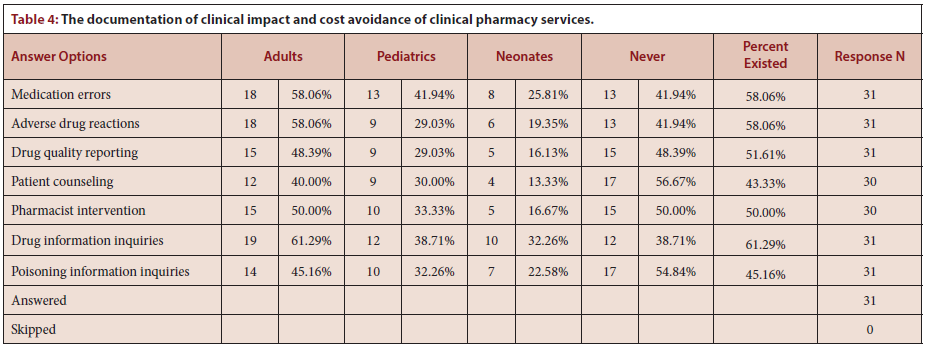 Table 4: The documentation of clinical impact and cost avoidance of clinical pharmacy services.
Answer Options Adults Pediatrics Neonates Never Percent Existed Response N
Medication errors 18 58.06% 13 41.94% 8 25.81% 13 41.94% 58.06% 31
Adverse drug reactions 18 58.06% 9 29.03% 6 19.35% 13 41.94% 58.06% 31
Drug quality reporting 15 48.39% 9 29.03% 5 16.13% 15 48.39% 51.61% 31
Patient counseling 12 40.00% 9 30.00% 4 13.33% 17 56.67% 43.33% 30
Pharmacist intervention 15 50.00% 10 33.33% 5 16.67% 15 50.00% 50.00% 30
Drug information inquiries 19 61.29% 12 38.71% 10 32.26% 12 38.71% 61.29% 31
Poisoning information inquiries 14 45.16% 10 32.26% 7 22.58% 17 54.84% 45.16% 31
Answered 31
Skipped 0